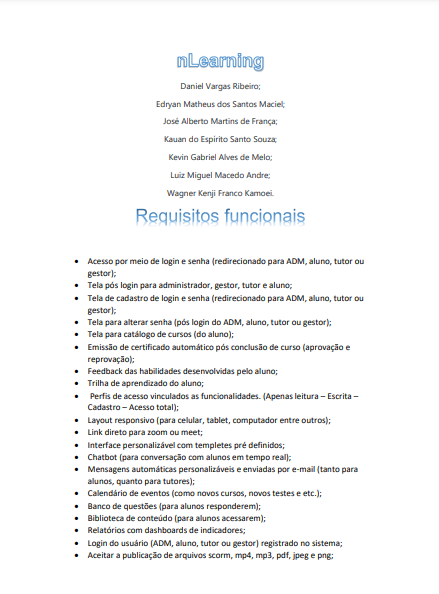 nLearning
Daniel Vargas Ribeiro;
Edryan Matheus dos Santos Maciel;
José Alberto Martins de França;
Kauan do Espírito Santo Souza;
Kevin Gabriel Alves de Melo;
Luiz Miguel Macedo Andre;
Wagner Kenji Franco Kamoei.
Requisitos funcionais
• Acesso por meio de login e senha (redirecionado para ADM, aluno, tutor ou
gestor);
• Tela pós login para administrador, gestor, tutor e aluno;
• Tela de cadastro de login e senha (redirecionado para ADM, aluno, tutor ou
gestor);
• Tela para alterar senha (pós login do ADM, aluno, tutor ou gestor);
• Tela para catálogo de cursos (do aluno);
• Emissão de certificado automático pós conclusão de curso (aprovação e
reprovação);
• Feedback das habilidades desenvolvidas pelo aluno;
• Trilha de aprendizado do aluno;
• Perfis de acesso vinculados as funcionalidades. (Apenas leitura – Escrita –
Cadastro – Acesso total);
• Layout responsivo (para celular, tablet, computador entre outros);
• Link direto para zoom ou meet;
• Interface personalizável com templetes pré definidos;
• Chatbot (para conversação com alunos em tempo real);
• Mensagens automáticas personalizáveis e enviadas por e-mail (tanto para
alunos, quanto para tutores);
• Calendário de eventos (como novos cursos, novos testes e etc.);
• Banco de questões (para alunos responderem);
• Biblioteca de conteúdo (para alunos acessarem);
• Relatórios com dashboards de indicadores;
• Login do usuário (ADM, aluno, tutor ou gestor) registrado no sistema;
• Aceitar a publicação de arquivos scorm, mp4, mp3, pdf, jpeg e png;